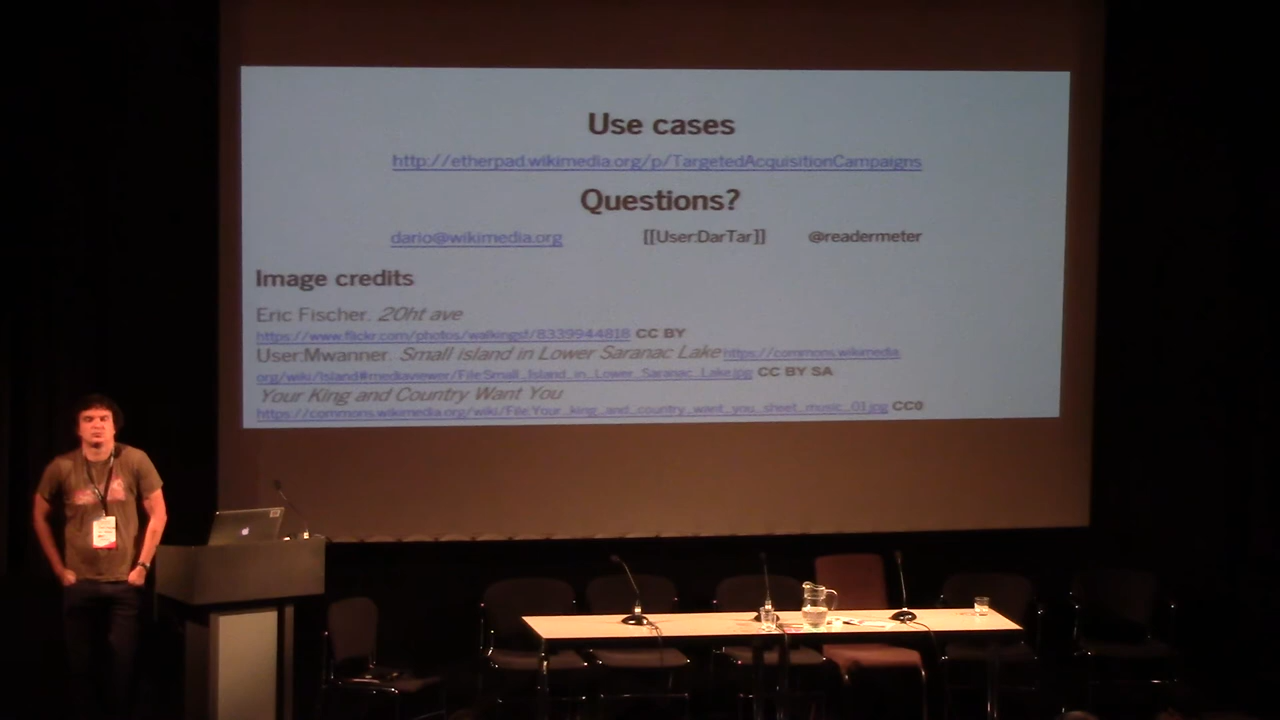 Use cases
http://etherpad.wikimedia.org/p/TargetedAcquisitionCampaigns
Questions?
dario@wikimedia.org [[User:DarTar]] @readermeter
Image credits
Eric Fischer. 20ht ave
https://www.flickr.com/photos/walkingsf/8339944818 CC BY
User:Mwanner. Small island in Lower Saranac Lake https://commons.wikimedia.
org/wiki/Island#mediaviewer/File:Small_Island_in_Lower_Saranac_Lake.jpg CC BY SA
Your King and Country Want You
https://commons.wikimedia.org/wiki/File:Your_king_and_country_want_you_sheet_music_01.jpg CC0